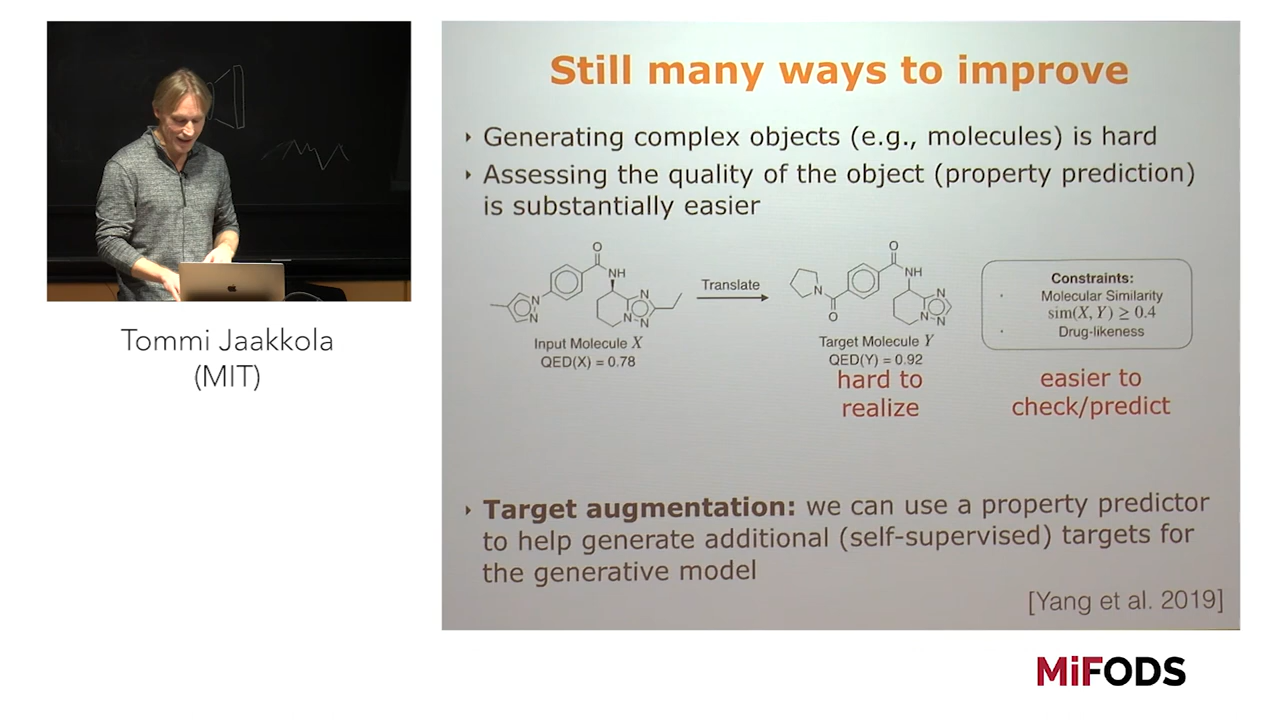 Still many ways to improve
Generating complex objects (e.g., molecules) is hard
Assessing the quality of the object (property prediction)
is substantially easier
O
NH
N
N
N
N
N
Input Molecule X
QED(X) = 0.78
Translate
O
NH
N
O
N
N
N
Target Molecule Y
QED(Y) = 0.92
hard to
realize
Constraints:
Molecular Similarity
sim(X, Y) ≥ 0.4
Drug-likeness
easier to
check/predict
Target augmentation: we can use a property predictor
to help generate additional (self-supervised) targets for
the generative model
[Yang et al. 2019]
Tommi Jaakkola
(MIT)
MiFODS